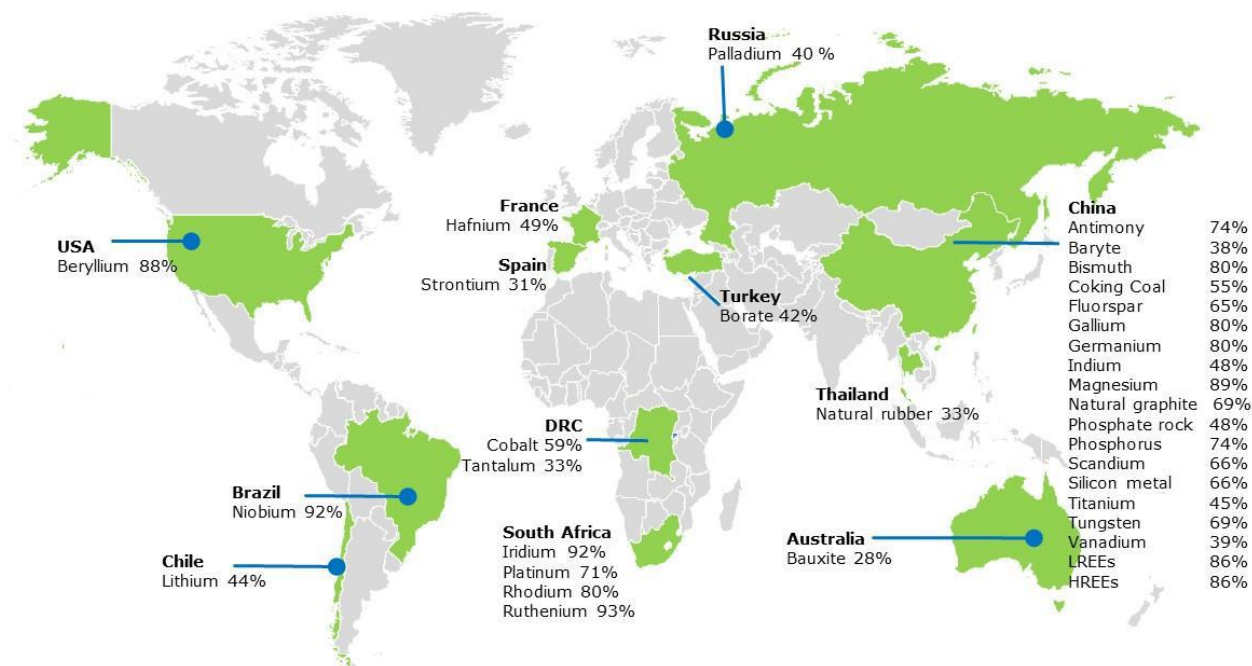 Russia
Palladium 40 %
France
Hafnium 49%
USA
Beryllium 88%
Spain
Strontium 31%
Turkey
Borate 42%
China
Antimony 74%
Baryte 38%
Bismuth 80%
Coking Coal 55%
Fluorspar 65%
Gallium 80%
Germanium 80%
Indium 48%
Magnesium 89%
Natural graphite 69%
Phosphate rock 48%
Phosphorus 74%
Scandium 66%
Silicon metal 66%
Titanium 45%
Tungsten 69%
Vanadium 39%
LREEs 86%
HREEs 86%
Thailand
Natural rubber 33%
DRC
Cobalt 59%
Tantalum 33%
Brazil
Niobium 92%
Chile
Lithium 44%
South Africa
Iridium 92%
Platinum 71%
Rhodium 80%
Ruthenium 93%
Australia
Bauxite 28%